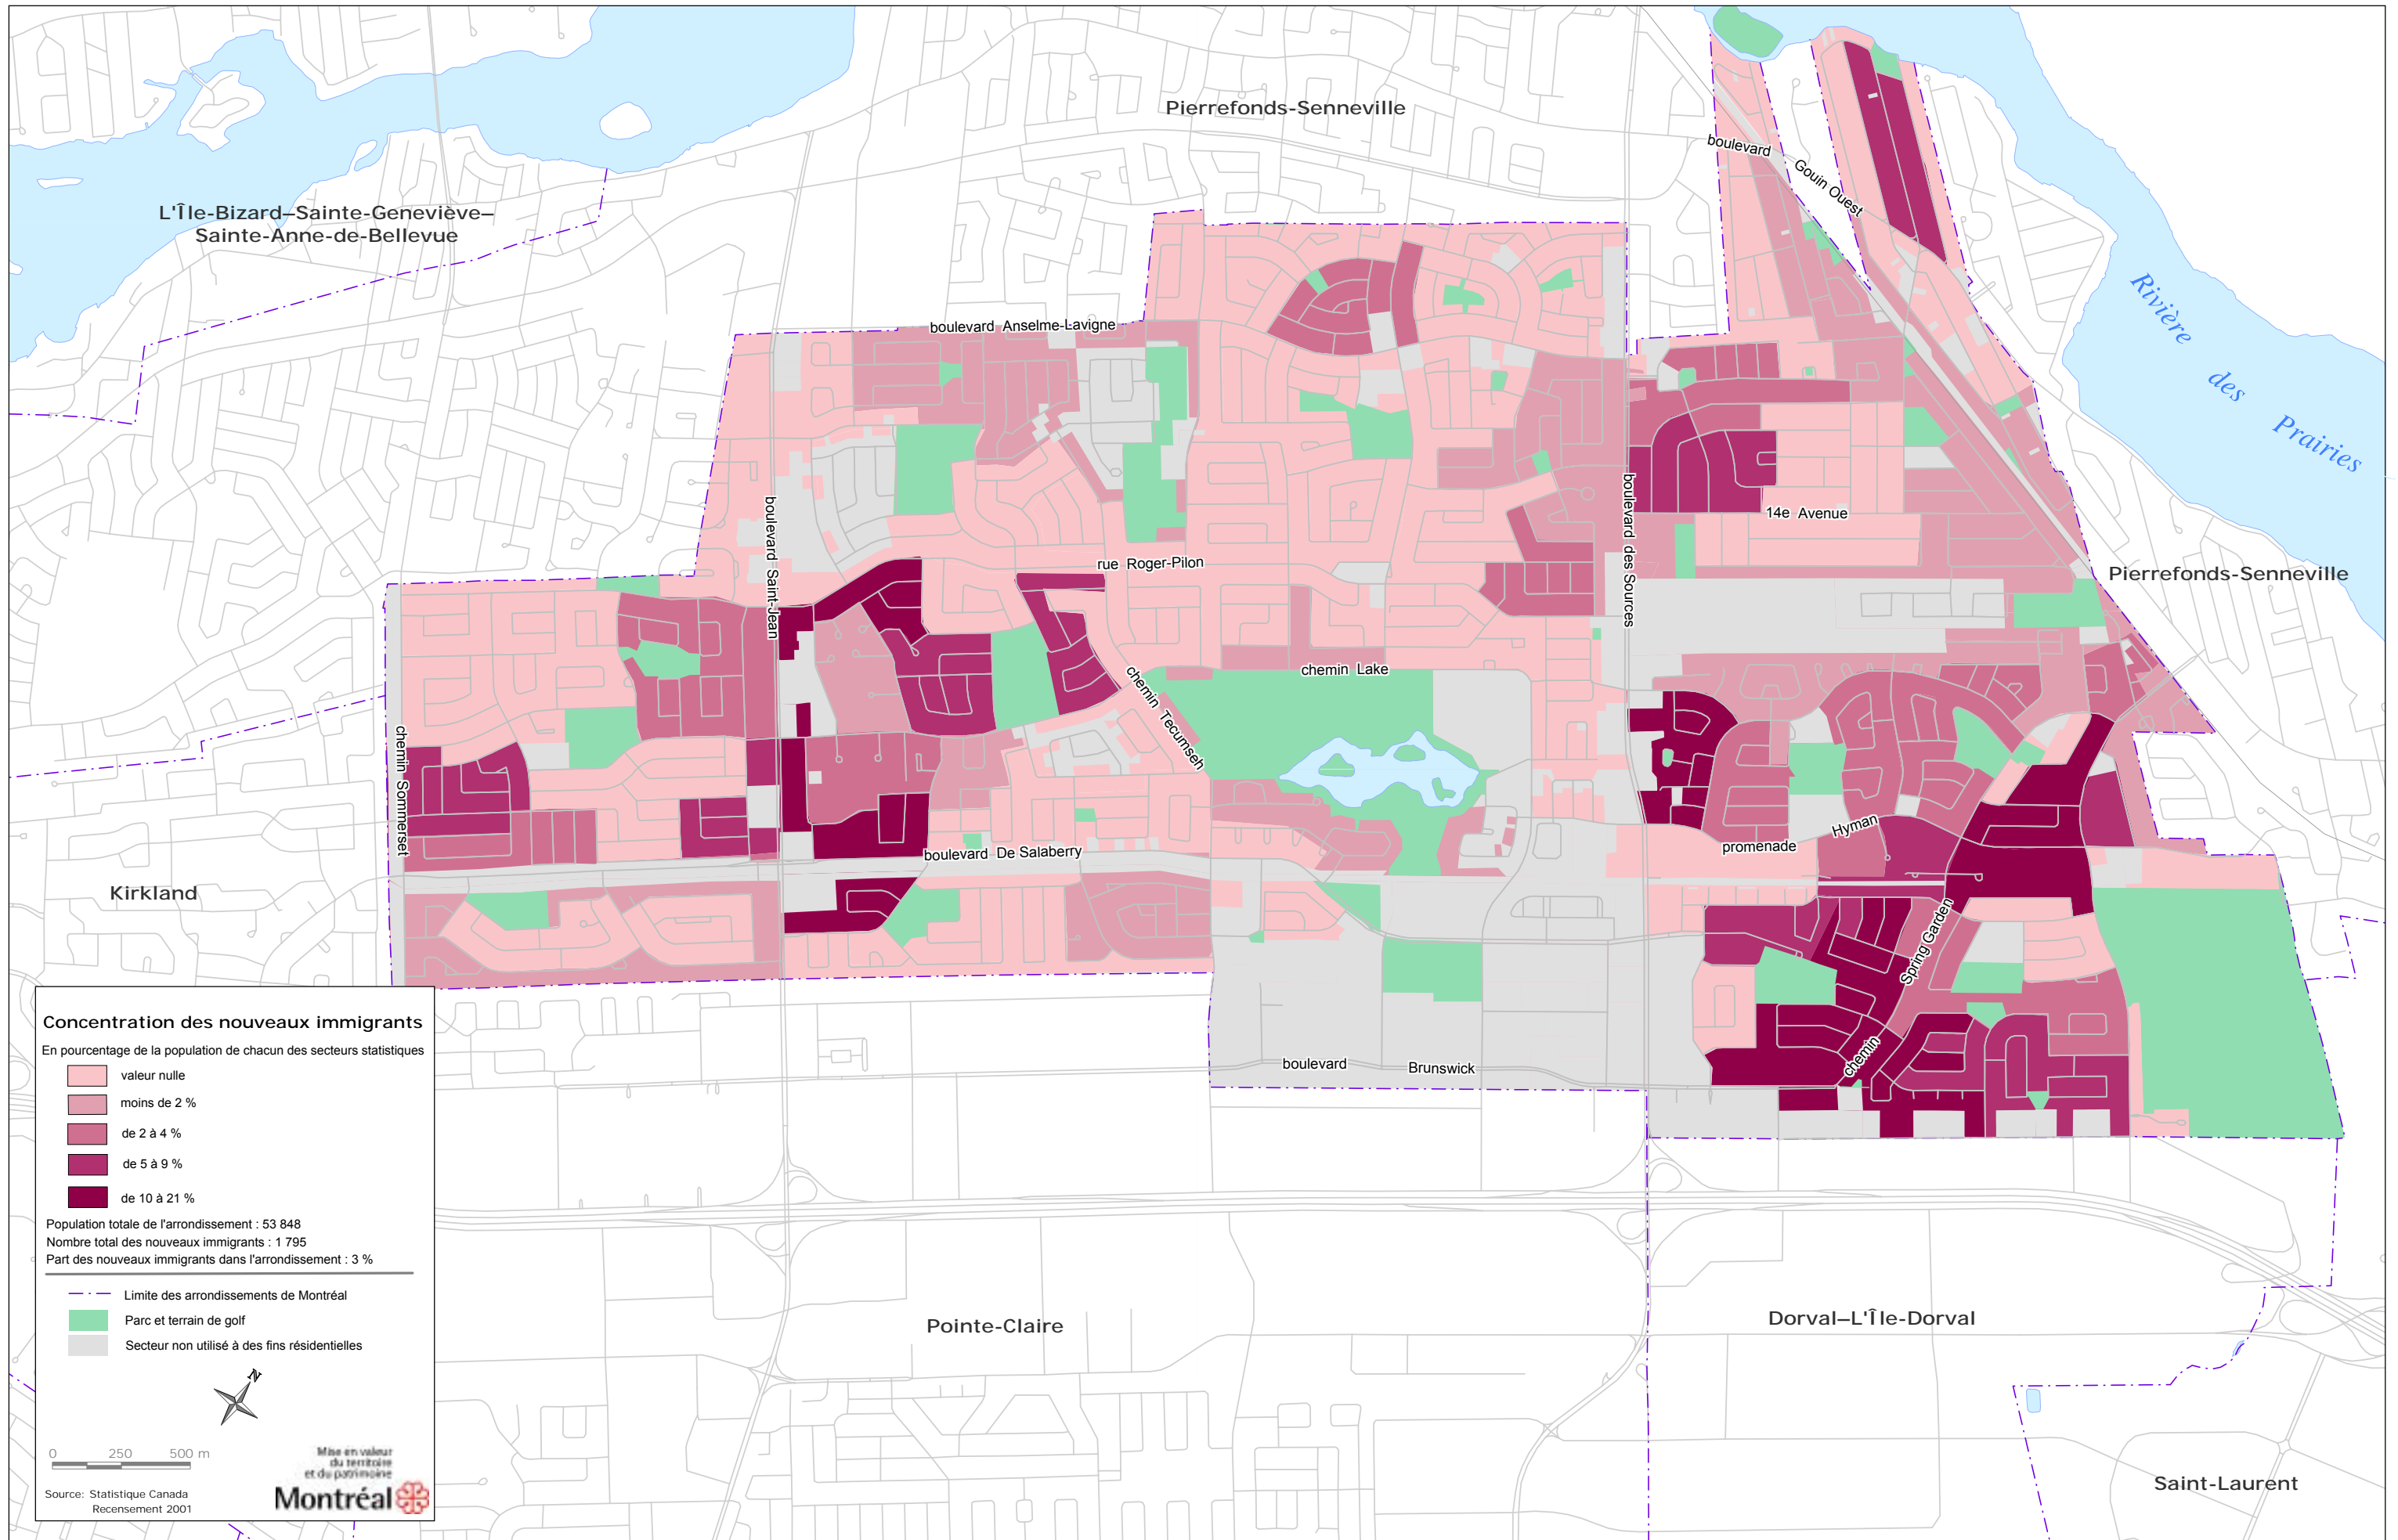 Pierrefonds-Senneville
boulevard
Gouin Ouest
L'Île-Bizard–Sainte-Geneviève–
Sainte-Anne-de-Bellevue
Rivière
des
Prairies
boulevard Anselme-Lavigne
boulevard Saint-Jean
boulevard des Sources
14e Avenue
rue Roger-Pilon
Pierrefonds-Senneville
chemin Lake
chemin Tecumseh
chemin Sommerset
Hyman
promenade
boulevard De Salaberry
Kirkland
Spring Garden
chemin
boulevard Brunswick
Concentration des nouveaux immigrants
En pourcentage de la population de chacun des secteurs statistiques
valeur nulle
moins de 2 %
de 2 à 4 %
de 5 à 9 %
de 10 à 21 %
Population totale de l'arrondissement : 53 848
Nombre total des nouveaux immigrants : 1 795
Part des nouveaux immigrants dans l'arrondissement : 3 %
Limite des arrondissements de Montréal
Parc et terrain de golf
Secteur non utilisé à des fins résidentielles
N
0 250 500 m
Mise en valeur
du territoire
et du patrimoine
Montréal
Source: Statistique Canada
Recensement 2001
Pointe-Claire
Dorval–L'Île-Dorval
Saint-Laurent